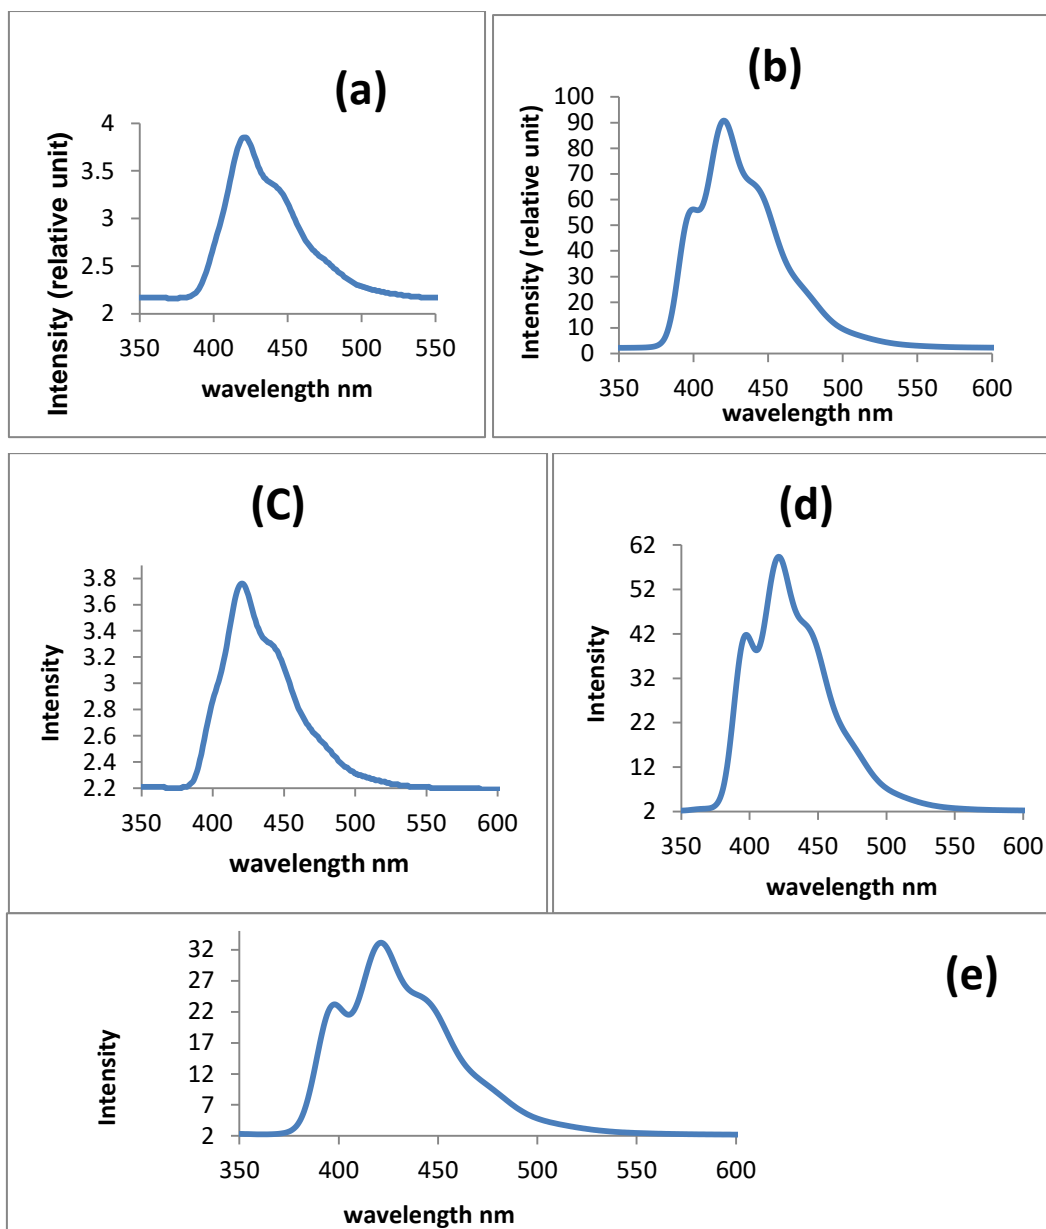 (a)
Intensity (relative unit)
4
3.5
3
2.5
2
350 400 450 500 550
wavelength nm
(b)
Intensity (relative unit)
100
90
80
70
60
50
40
30
20
10
0
350 400 450 500 550 600
wavelength nm
(C)
Intensity
3.8
3.6
3.4
3.2
3
2.8
2.6
2.4
2.2
350 400 450 500 550 600
wavelength nm
(d)
Intensity
62
52
42
32
22
12
2
350 400 450 500 550 600
wavelength nm
(e)
Intensity
32
27
22
17
12
7
2
350 400 450 500 550 600
wavelength nm